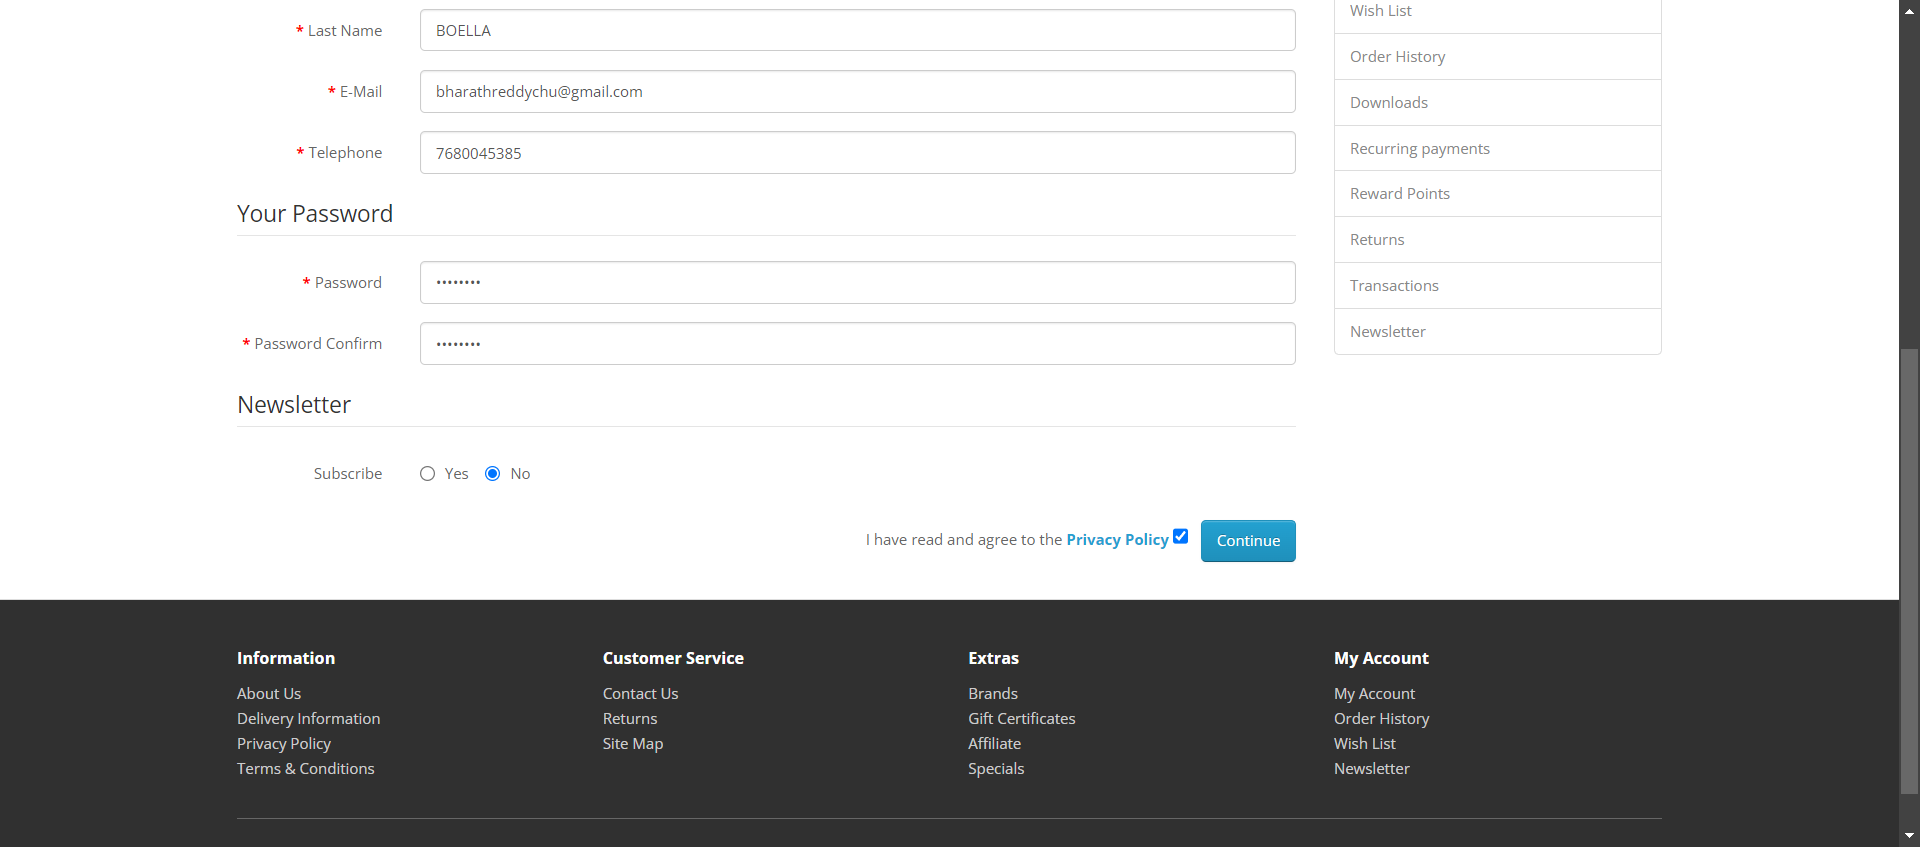 * Last Name
BOELLA
* E-Mail
bharathreddychu@gmail.com
* Telephone
7680045385
Your Password
* Password
••••••••
* Password Confirm
••••••••
Newsletter
Subscribe
Yes No
I have read and agree to the Privacy Policy
Continue
Wish List
Order History
Downloads
Recurring payments
Reward Points
Returns
Transactions
Newsletter
Information
About Us
Delivery Information
Privacy Policy
Terms & Conditions
Customer Service
Contact Us
Returns
Site Map
Extras
Brands
Gift Certificates
Affiliate
Specials
My Account
My Account
Order History
Wish List
Newsletter